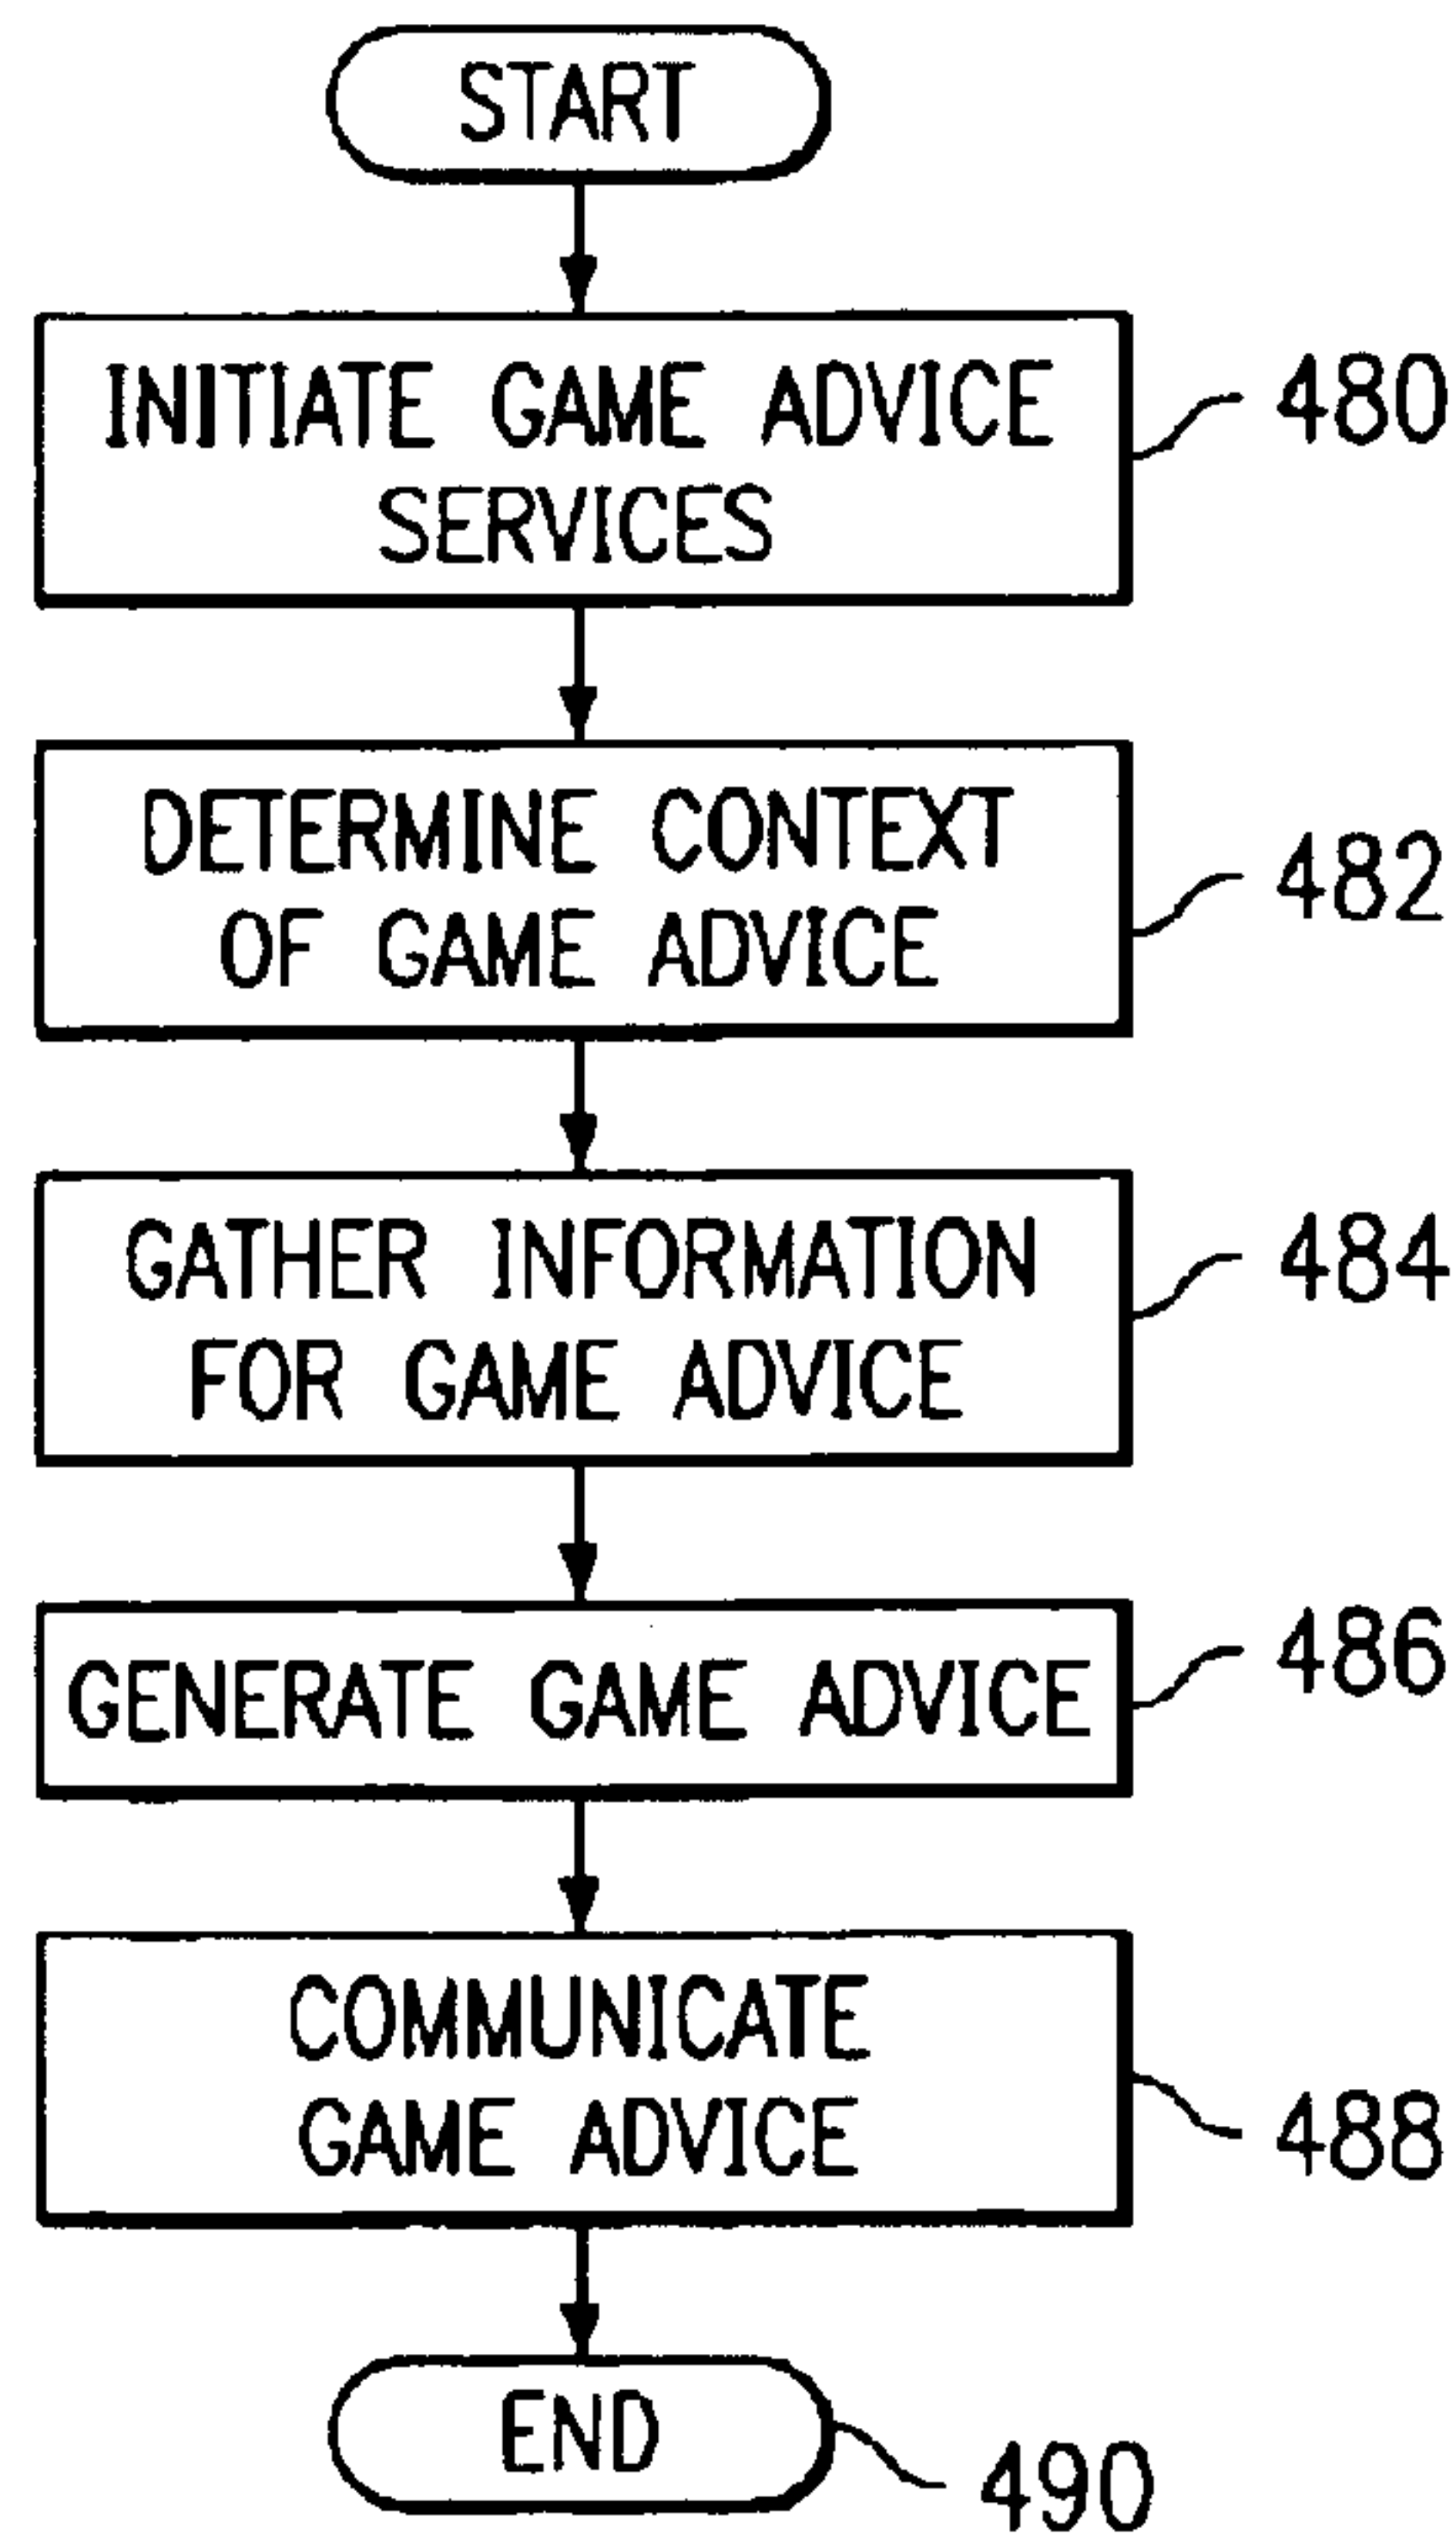 START
INITIATE GAME ADVICE
SERVICES
480
DETERMINE CONTEXT
OF GAME ADVICE
482
GATHER INFORMATION
FOR GAME ADVICE
484
GENERATE GAME ADVICE
486
COMMUNICATE
GAME ADVICE
488
END
490